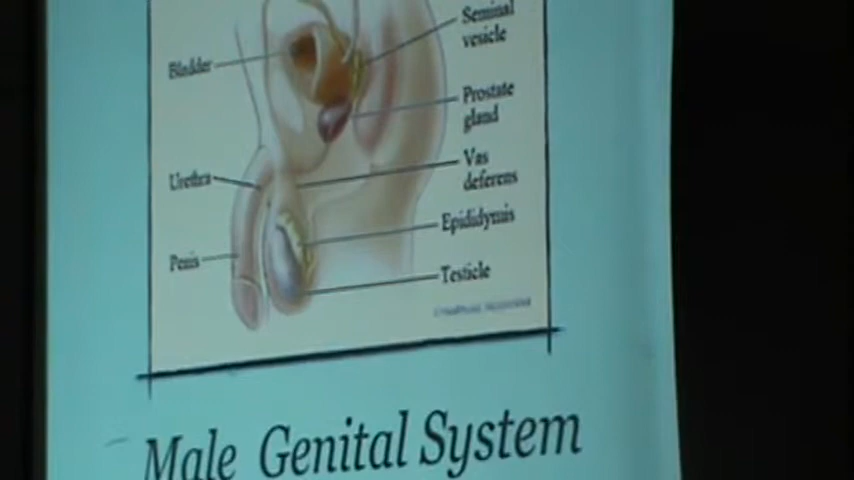 Seminal
vesicle
Bladder
Prostate
gland
Vas
deferens
Urethra
Epididymis
Penis
Testicle
Male Genital System